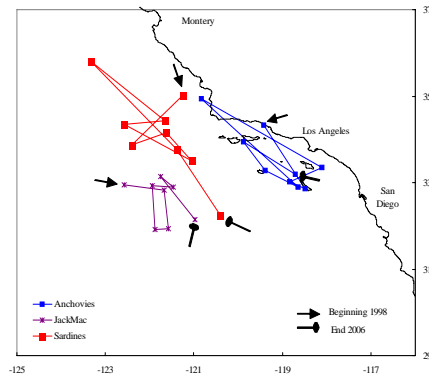 Montery
Los Angeles
San
Diego
Anchovies
JackMac
Sardines
Beginning 1998
End 2006
-125
-123
-121
-119
-117